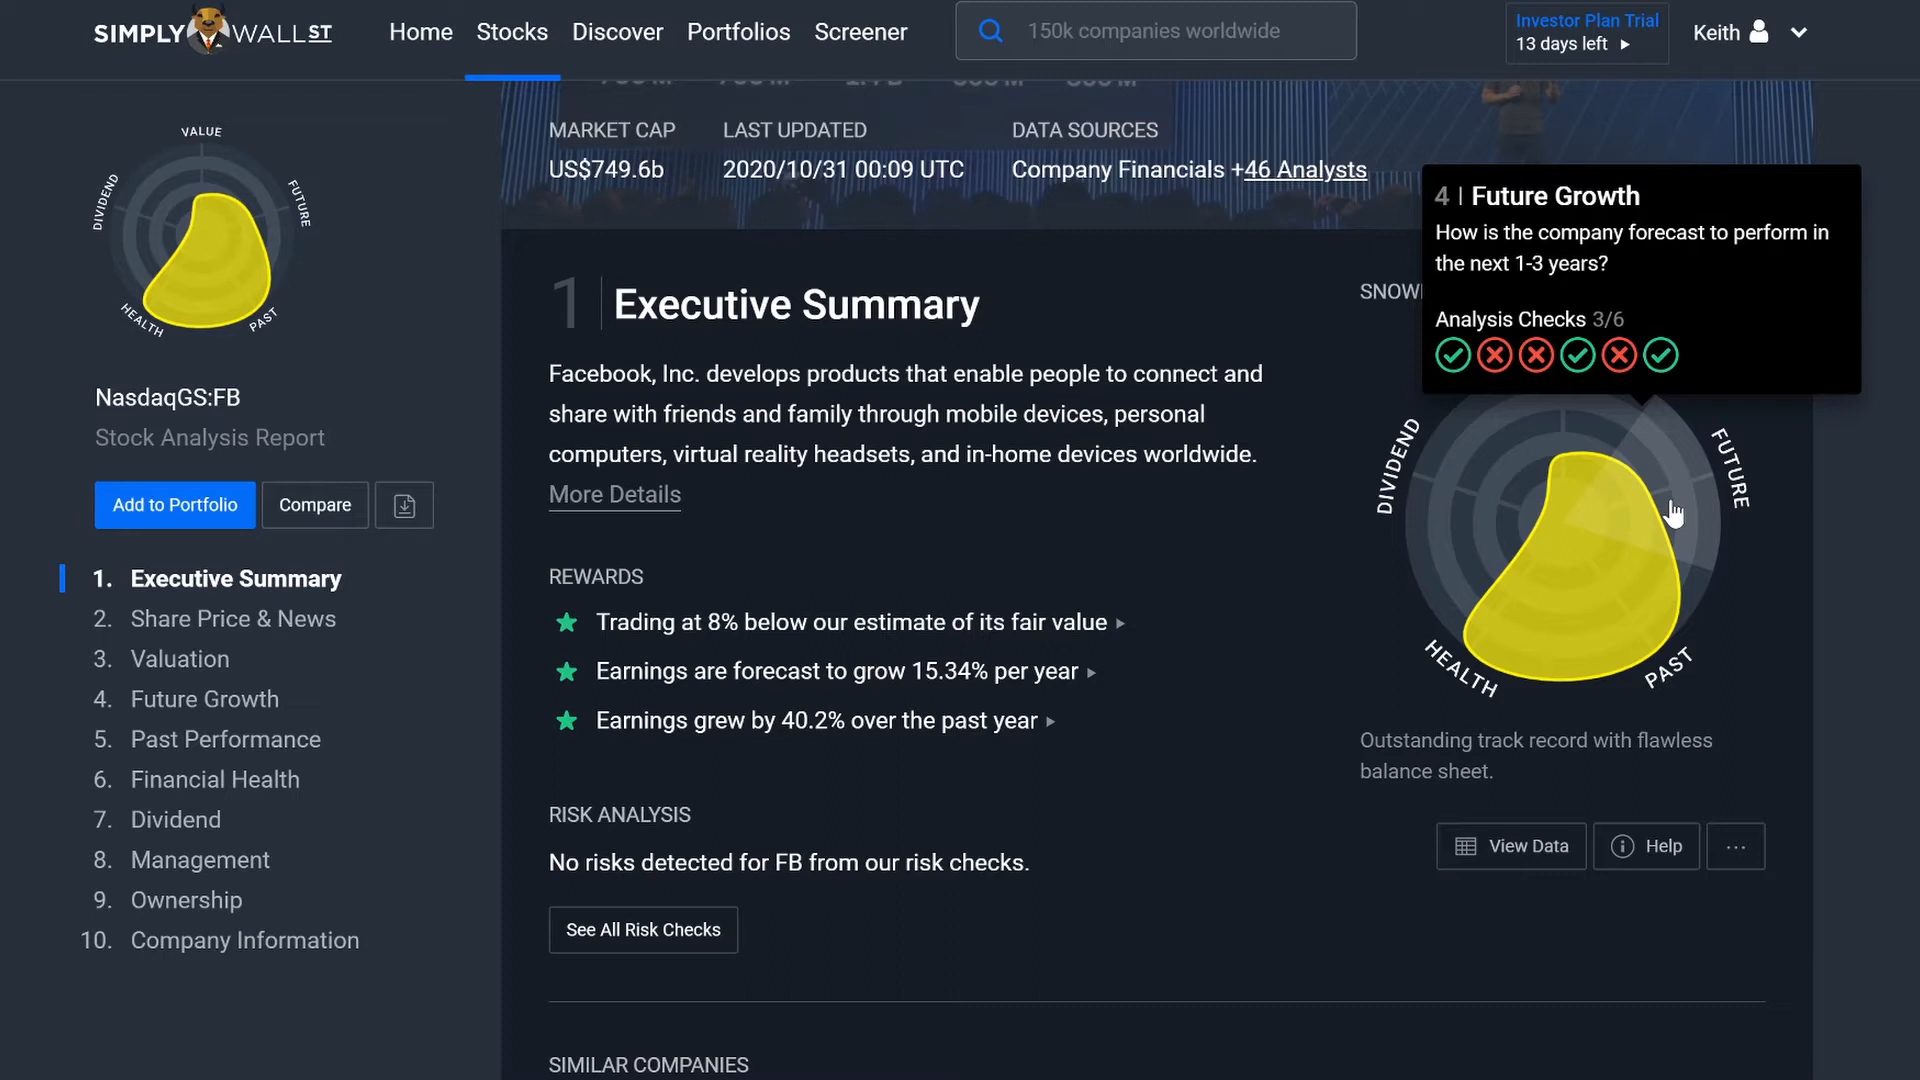 SIMPLY WALLST
Home Stocks Discover Portfolios Screener
150k companies worldwide
Investor Plan Trial
13 days left
Keith
VALUE
FUTURE
PAST
HEALTH
DIVIDEND
NasdaqGS:FB
Stock Analysis Report
Add to Portfolio
Compare
1. Executive Summary
2. Share Price & News
3. Valuation
4. Future Growth
5. Past Performance
6. Financial Health
7. Dividend
8. Management
9. Ownership
10. Company Information
MARKET CAP
US$749.6b
LAST UPDATED
2020/10/31 00:09 UTC
DATA SOURCES
Company Financials +46 Analysts
1 Executive Summary
Facebook, Inc. develops products that enable people to connect and
share with friends and family through mobile devices, personal
computers, virtual reality headsets, and in-home devices worldwide.
More Details
REWARDS
Trading at 8% below our estimate of its fair value
Earnings are forecast to grow 15.34% per year
Earnings grew by 40.2% over the past year
RISK ANALYSIS
No risks detected for FB from our risk checks.
See All Risk Checks
SIMILAR COMPANIES
4 | Future Growth
How is the company forecast to perform in
the next 1-3 years?
Analysis Checks 3/6
DIVIDEND
FUTURE
HEALTH
PAST
Outstanding track record with flawless
balance sheet.
View Data
Help
...